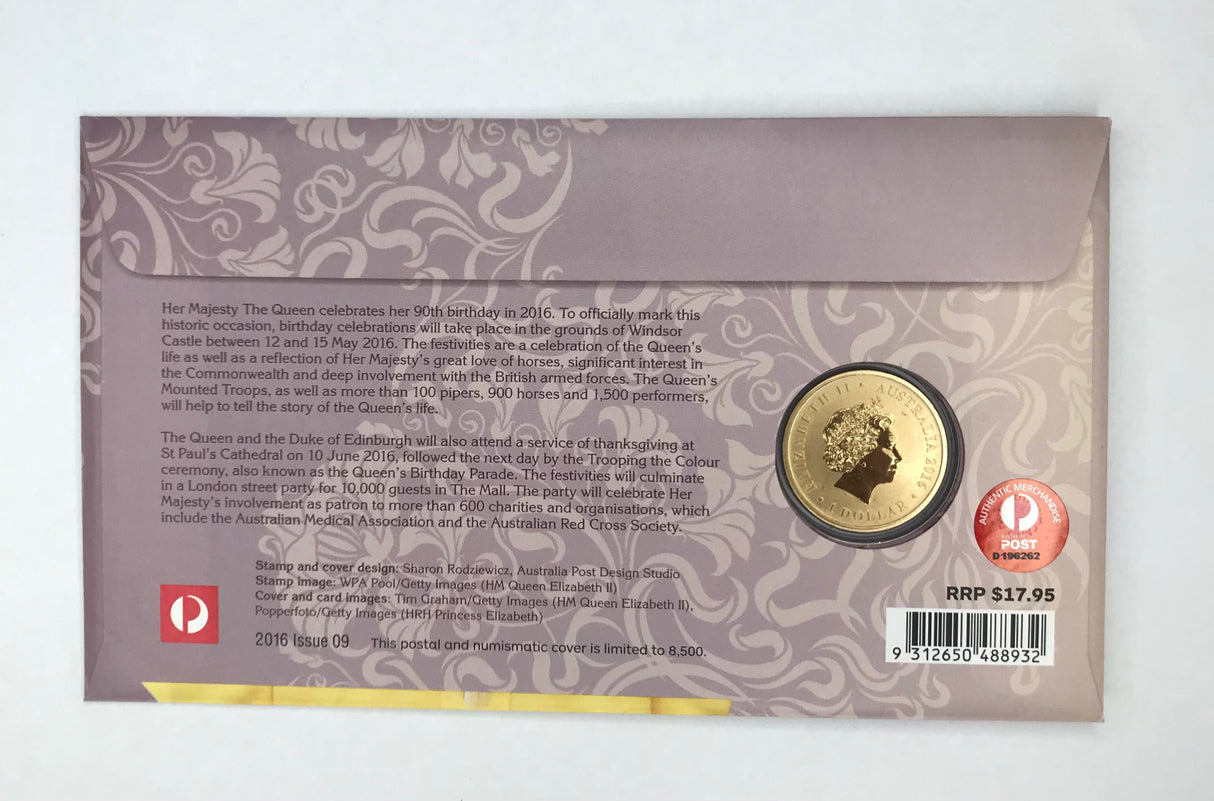 Her Majesty The Queen celebrates her 90th birthday in 2016. To officially mark this
historic occasion, birthday celebrations will take place in the grounds of Windsor
Castle between 12 and 15 May 2016. The festivities are a celebration of the Queen's
life as well as a reflection of Her Majesty's great love of horses, significant interest in
the Commonwealth and deep involvement with the British armed forces. The Queen's
Mounted Troops, as well as more than 100 pipers, 900 horses and 1,500 performers,
will help to tell the story of the Queen's life.
The Queen and the Duke of Edinburgh will also attend a service of thanksgiving at
St Paul's Cathedral on 10 June 2016, followed the next day by the Trooping the Colour
ceremony, also known as the Queen's Birthday Parade. The festivities will culminate
in a London street party for 10,000 guests in The Mall. The party will celebrate Her
Majesty's involvement as patron to more than 600 charities and organisations, which
include the Australian Medical Association and the Australian Red Cross Society.
Stamp and cover design: Sharon Rodziewicz, Australia Post Design Studio
Stamp image: WPA Pool/Getty Images (HM Queen Elizabeth II)
Cover and card images: Tim Graham/Getty Images (HM Queen Elizabeth II),
Popperfoto/Getty Images (HRH Princess Elizabeth)
2016 Issue 09 This postal and numismatic cover is limited to 8,500.
ELIZABETH II • AUSTRALIA 2016 • 1 DOLLAR •
AUTHENTIC MERCHANDISE
POST
D196262
RRP $17.95
9 312650 488932